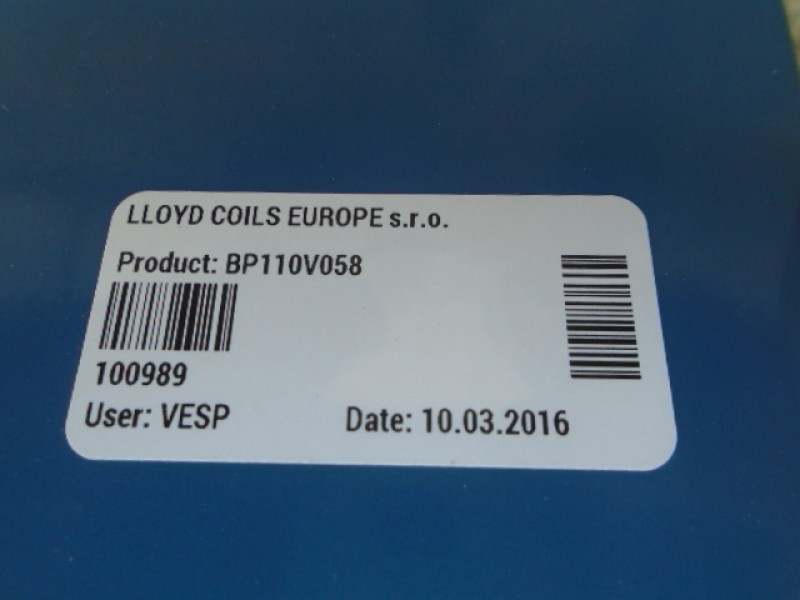 LLOYD COILS EUROPE s.r.o.
Product: BP110V058
100989
User: VESP Date: 10.03.2016